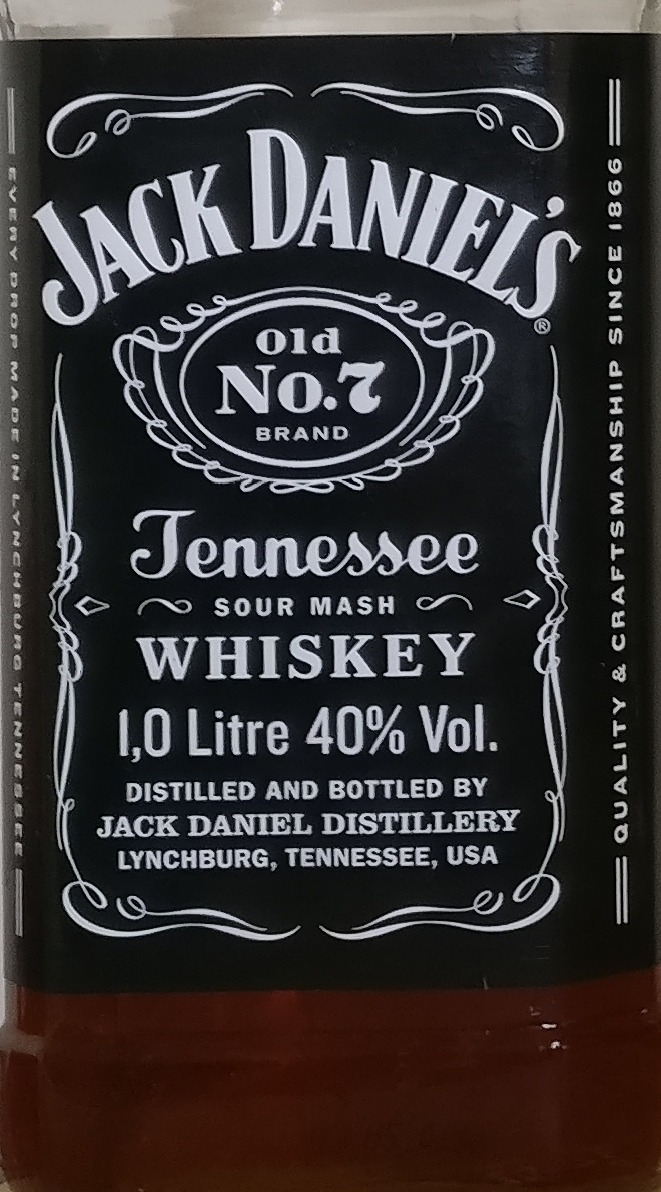 JACK DANIEL'S
®
Old
No.7
BRAND
Tennessee
SOUR MASH
WHISKEY
1,0 Litre 40% Vol.
DISTILLED AND BOTTLED BY
JACK DANIEL DISTILLERY
LYNCHBURG, TENNESSEE, USA
EVERY DROP MADE IN LYNCHBURG TENNESSEE
QUALITY & CRAFTSMANSHIP SINCE 1866